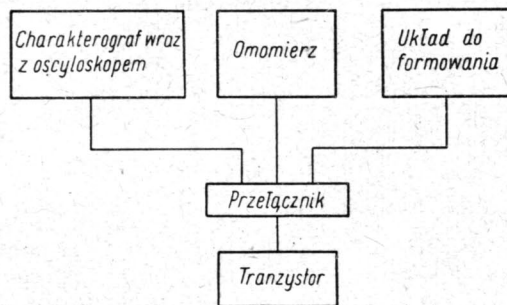 Charakterograf wraz
z oscyloskopem
Omomierz
Układ do
formowania
Przełącznik
Tranzystor